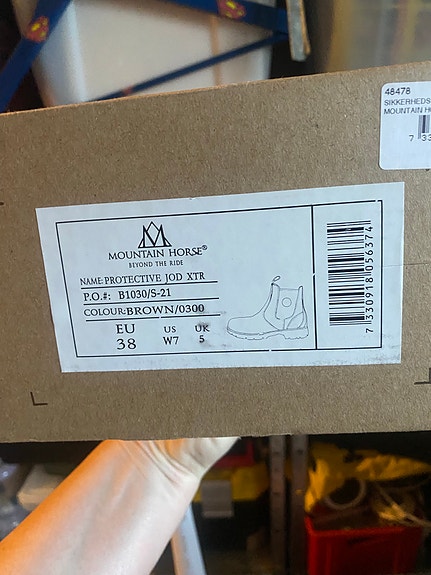 48478
SIKKERHEDS
MOUNTAIN HO
7 33
MOUNTAIN HORSE®
BEYOND THE RIDE
NAME: PROTECTIVE JOD XTR
P.O.#: B1030/S-21
COLOUR:BROWN/0300
EU US UK
38 W7 5
7 330918 056374